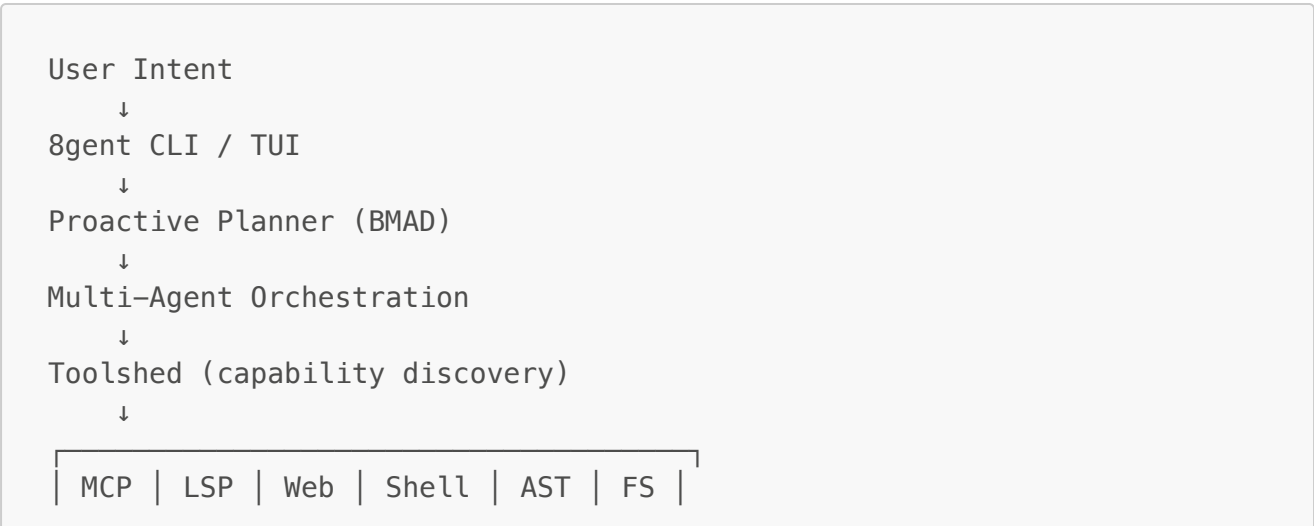 User Intent
↓
8gent CLI / TUI
↓
Proactive Planner (BMAD)
↓
Multi-Agent Orchestration
↓
Toolshed (capability discovery)
↓
┌─────────────────────────────────────┐
│ MCP │ LSP │ Web │ Shell │ AST │ FS │